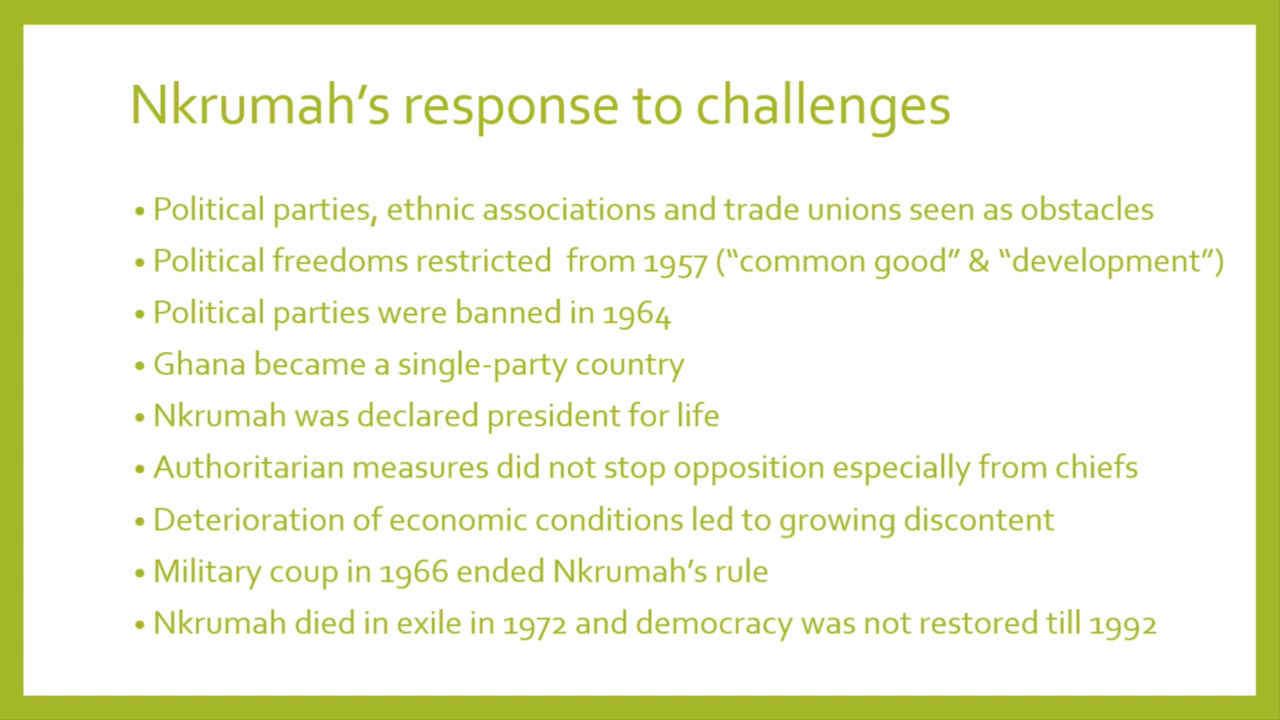 Nkrumah’s response to challenges
• Political parties, ethnic associations and trade unions seen as obstacles
• Political freedoms restricted  from 1957 (“common good” & “development”)
• Political parties were banned in 1964
• Ghana became a single-party country
• Nkrumah was declared president for life
• Authoritarian measures did not stop opposition especially from chiefs
• Deterioration of economic conditions led to growing discontent
• Military coup in 1966 ended Nkrumah’s rule
• Nkrumah died in exile in 1972 and democracy was not restored till 1992